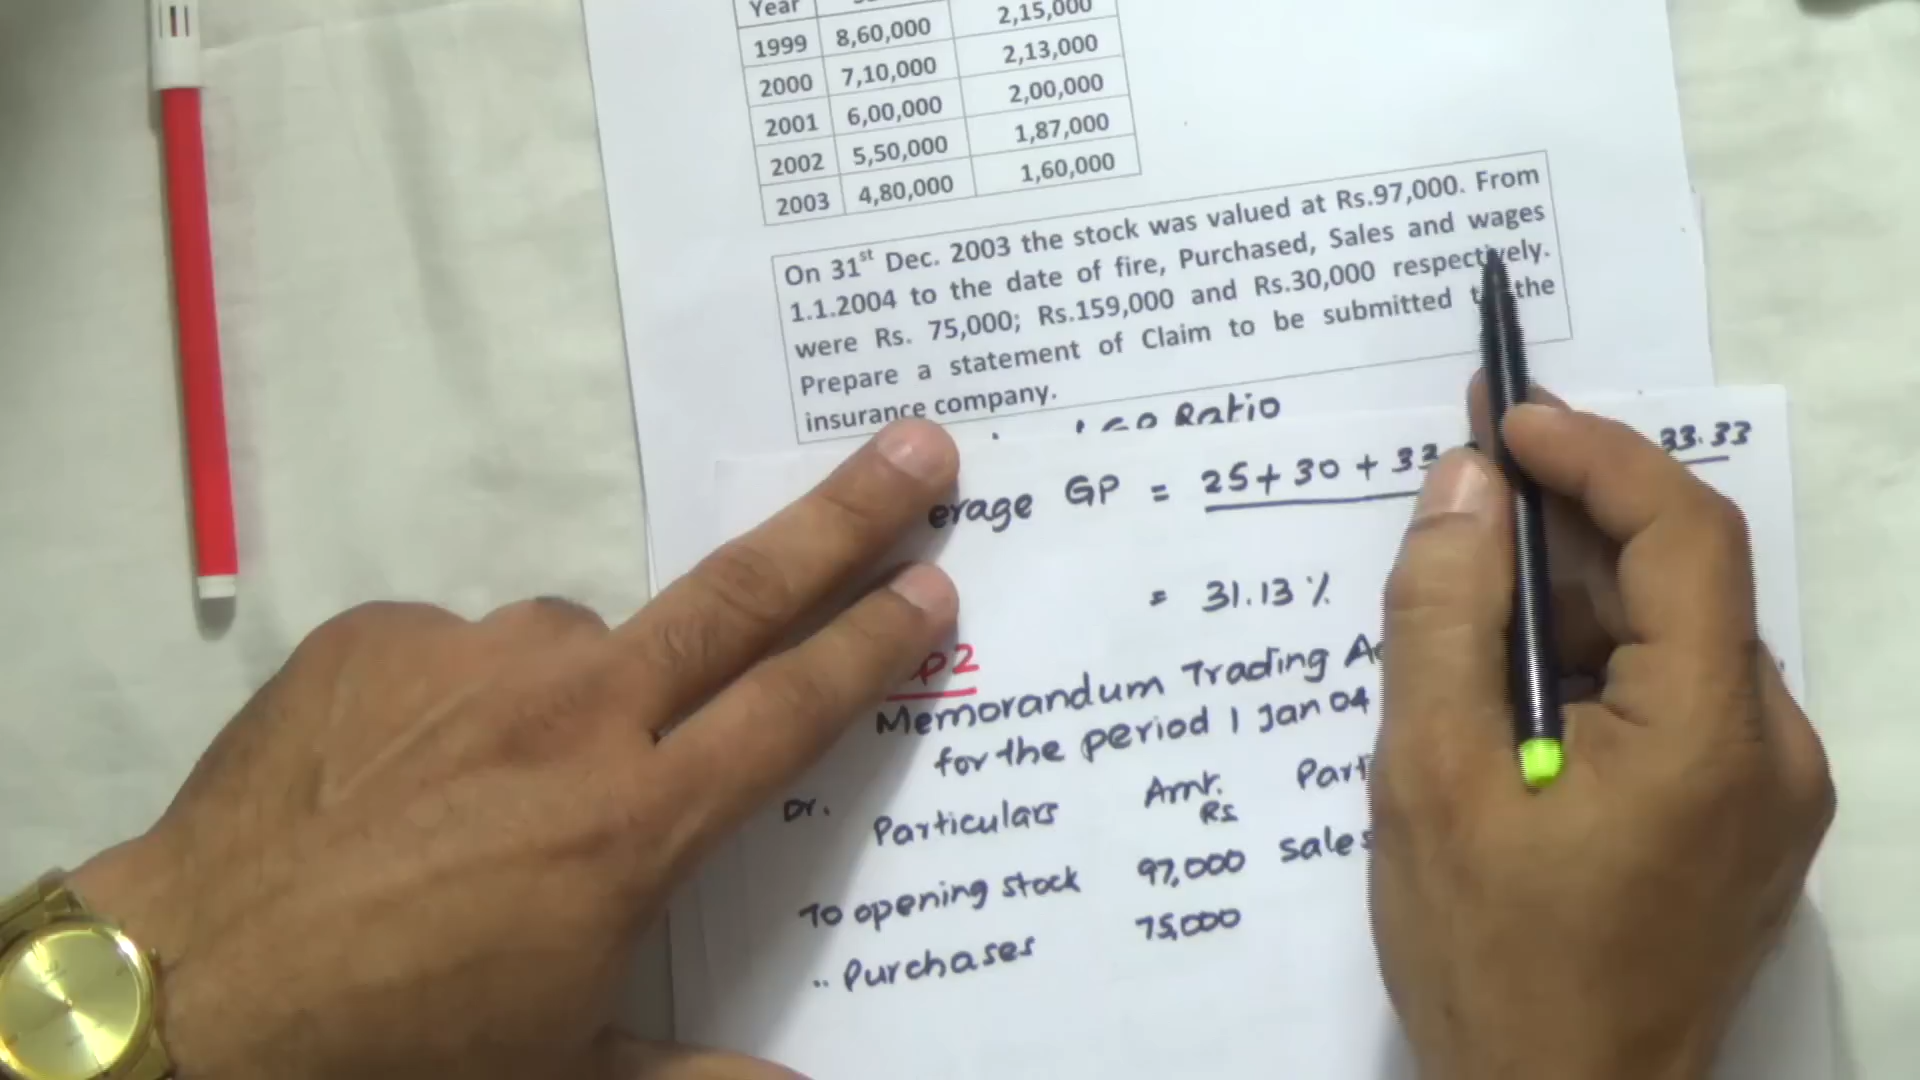 Year
1999 8,60,000 2,15,000
2000 7,10,000 2,13,000
2001 6,00,000 2,00,000
2002 5,50,000 1,87,000
2003 4,80,000 1,60,000
On 31st Dec. 2003 the stock was valued at Rs.97,000. From
1.1.2004 to the date of fire, Purchased, Sales and wages
were Rs. 75,000; Rs.159,000 and Rs.30,000 respectively.
Prepare a statement of Claim to be submitted the
insurance company.
Ratio
erage GP = 25+ 30 + 33 33.33
= 31.13 %
p2
Memorandum Trading Ac
for the period 1 Jan 04
Dr.
Particulars Amt. Part
Rs
To opening stock 97,000 Sales
.. Purchases 75,000